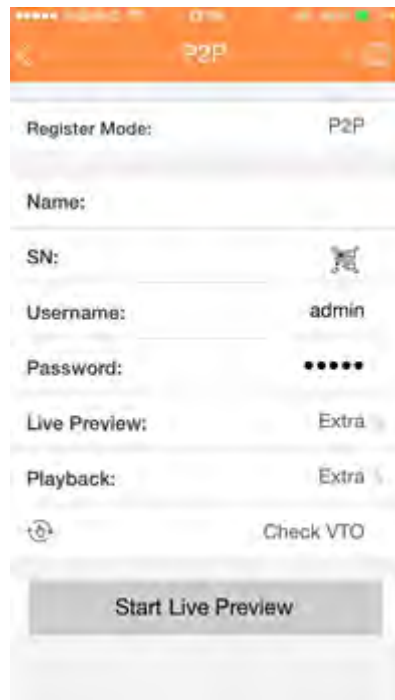 P2P
Register Mode: P2P
Name:
SN:
Username: admin
Password: •••••
Live Preview: Extra
Playback: Extra
Check VTO
Start Live Preview